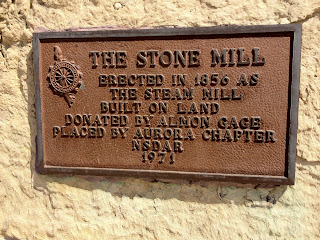 THE STONE MILL
ERECTED IN 1856 AS
THE STEAM MILL
BUILT ON LAND
DONATED BY ALMON GAGE
PLACED BY AURORA CHAPTER
NSDAR
1971